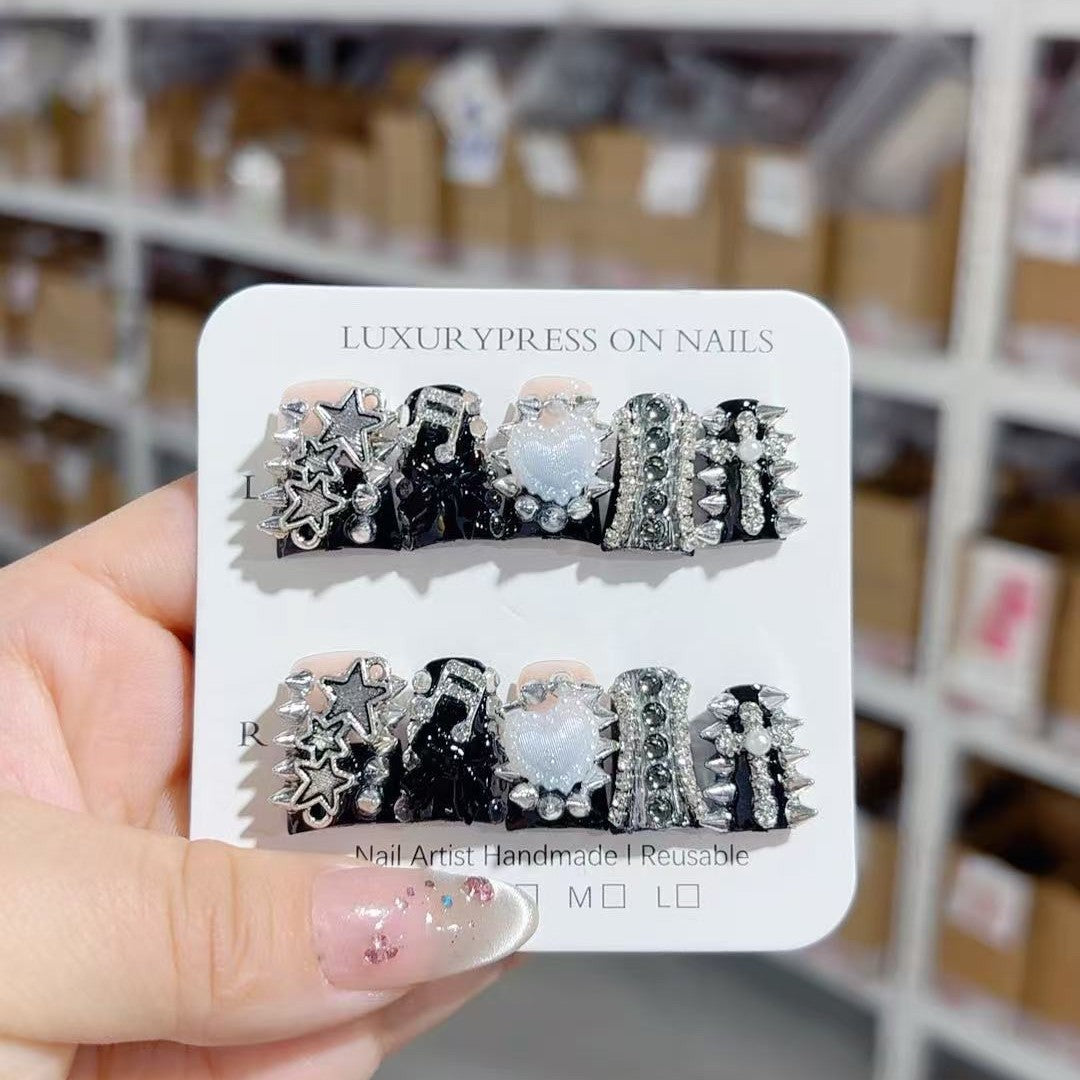 LUXURYPRESS ON NAILS
L
R
Nail Artist Handmade | Reusable
M□ L□